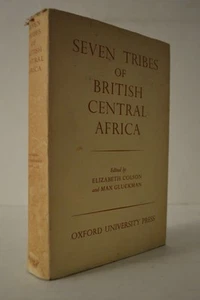 SEVEN TRIBES
OF
BRITISH
CENTRAL
AFRICA
Edited by
ELIZABETH COLSON
and MAX GLUCKMAN
OXFORD UNIVERSITY PRESS